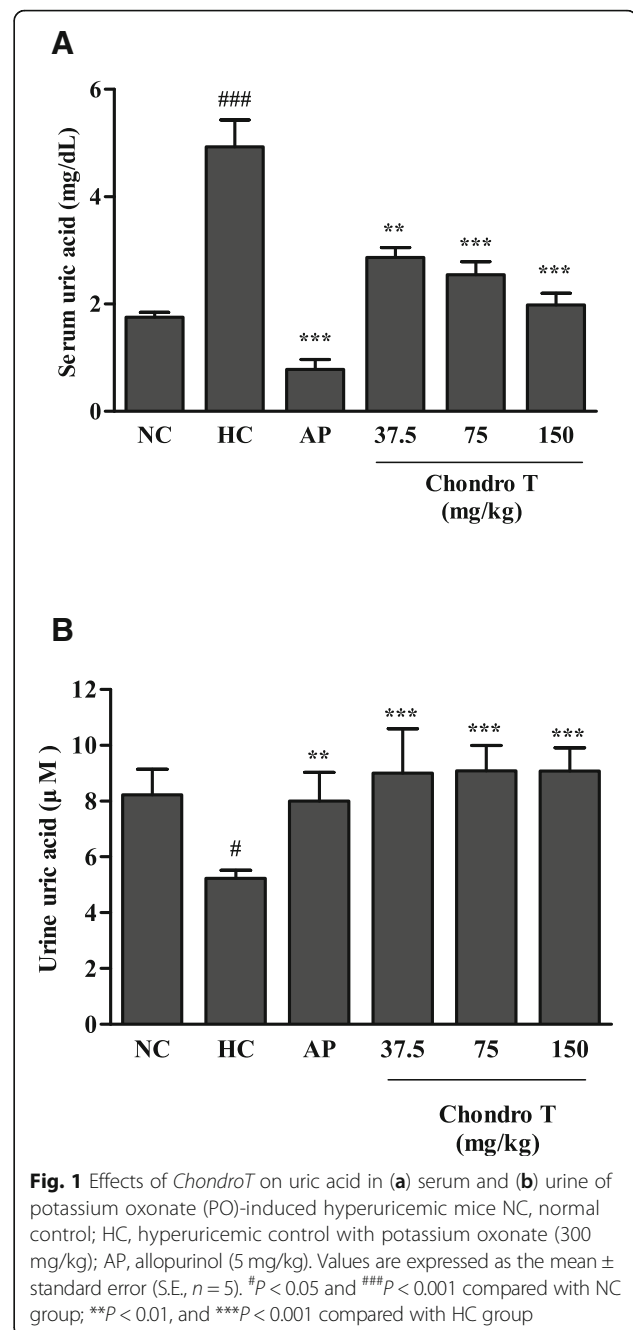 A
###
**
***
***
***
6
4
2
0
Serum uric acid (mg/dL)
NC HC AP 37.5 75 150
Chondro T
(mg/kg)
B
***
***
***
**
#
12
10
8
6
4
2
0
Urine uric acid (μ M )
NC HC AP 37.5 75 150
Chondro T
(mg/kg)
Fig. 1 Effects of ChondroT on uric acid in (a) serum and (b) urine of
potassium oxonate (PO)-induced hyperuricemic mice NC, normal
control; HC, hyperuricemic control with potassium oxonate (300
mg/kg); AP, allopurinol (5 mg/kg). Values are expressed as the mean ±
standard error (S.E., n = 5). #P < 0.05 and ###P < 0.001 compared with NC
group; **P < 0.01, and ***P < 0.001 compared with HC group